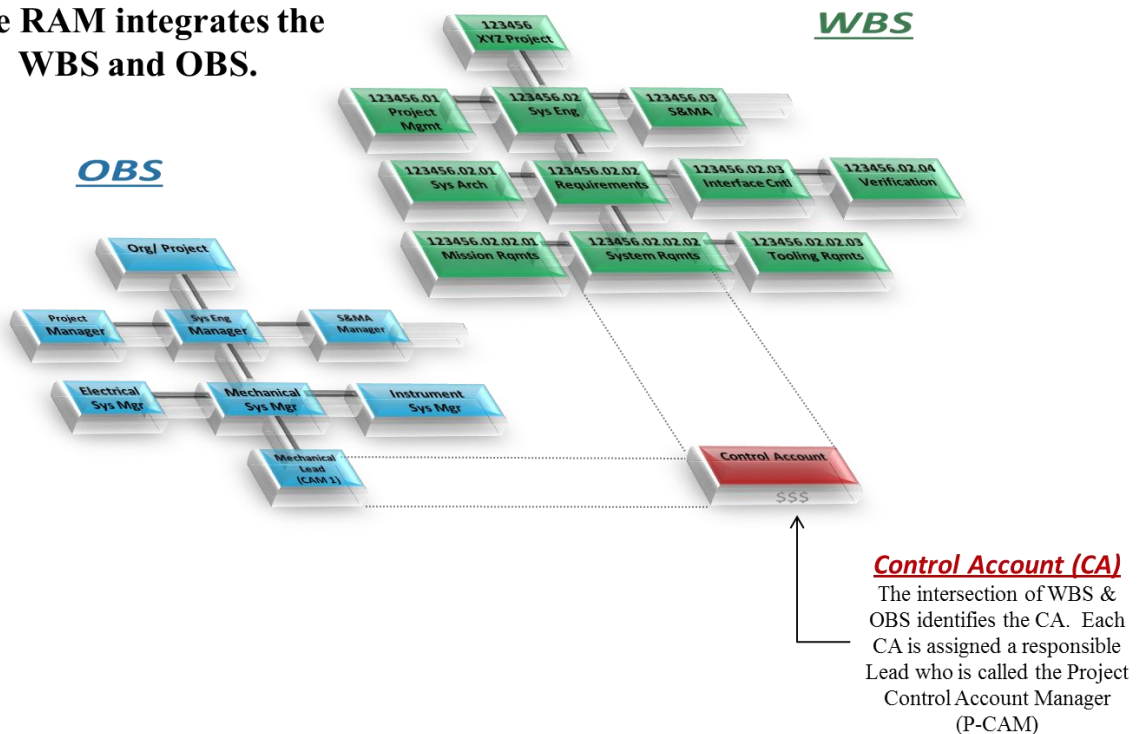 e RAM integrates the
WBS and OBS.
WBS
123456
XYZ Project
123456.01
Project
Mgmt
123456.02
Sys Eng
123456.03
S&MA
123456.02.01
Sys Arch
123456.02.02
Requirements
123456.02.03
Interface Cntl
123456.02.04
Verification
123456.02.02.01
Mission Rqmts
123456.02.02.02
System Rqmts
123456.02.02.03
Tooling Rqmts
OBS
Org/ Project
Project
Manager
Sys Eng
Manager
S&MA
Manager
Electrical
Sys Mgr
Mechanical
Sys Mgr
Instrument
Sys Mgr
Mechanical
Lead
(CAM 1)
Control Account
$$$
Control Account (CA)
The intersection of WBS &
OBS identifies the CA.  Each
CA is assigned a responsible
Lead who is called the Project
Control Account Manager
(P-CAM)